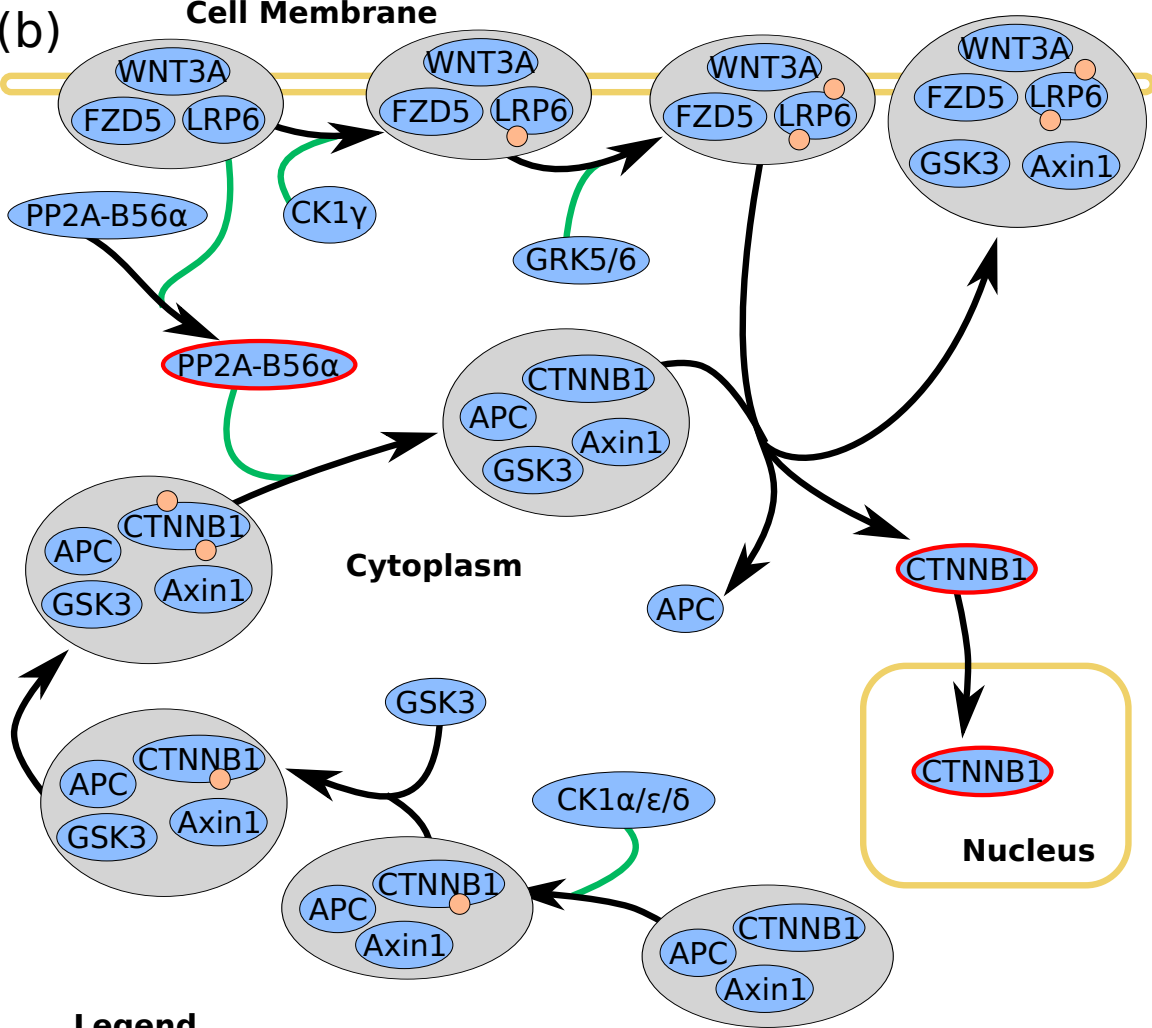 Cell Membrane
(b)
WNT3A
FZD5
LRP6
WNT3A
FZD5
LRP6
WNT3A
FZD5
LRP6
WNT3A
FZD5
LRP6
GSK3
Axin1
PP2A-B56α
CK1γ
GRK5/6
PP2A-B56α
CTNNB1
APC
Axin1
GSK3
CTNNB1
APC
Axin1
GSK3
Cytoplasm
CTNNB1
APC
GSK3
CTNNB1
APC
Axin1
GSK3
CK1α/ε/δ
CTNNB1
Nucleus
CTNNB1
APC
Axin1
CTNNB1
APC
Axin1
Legend